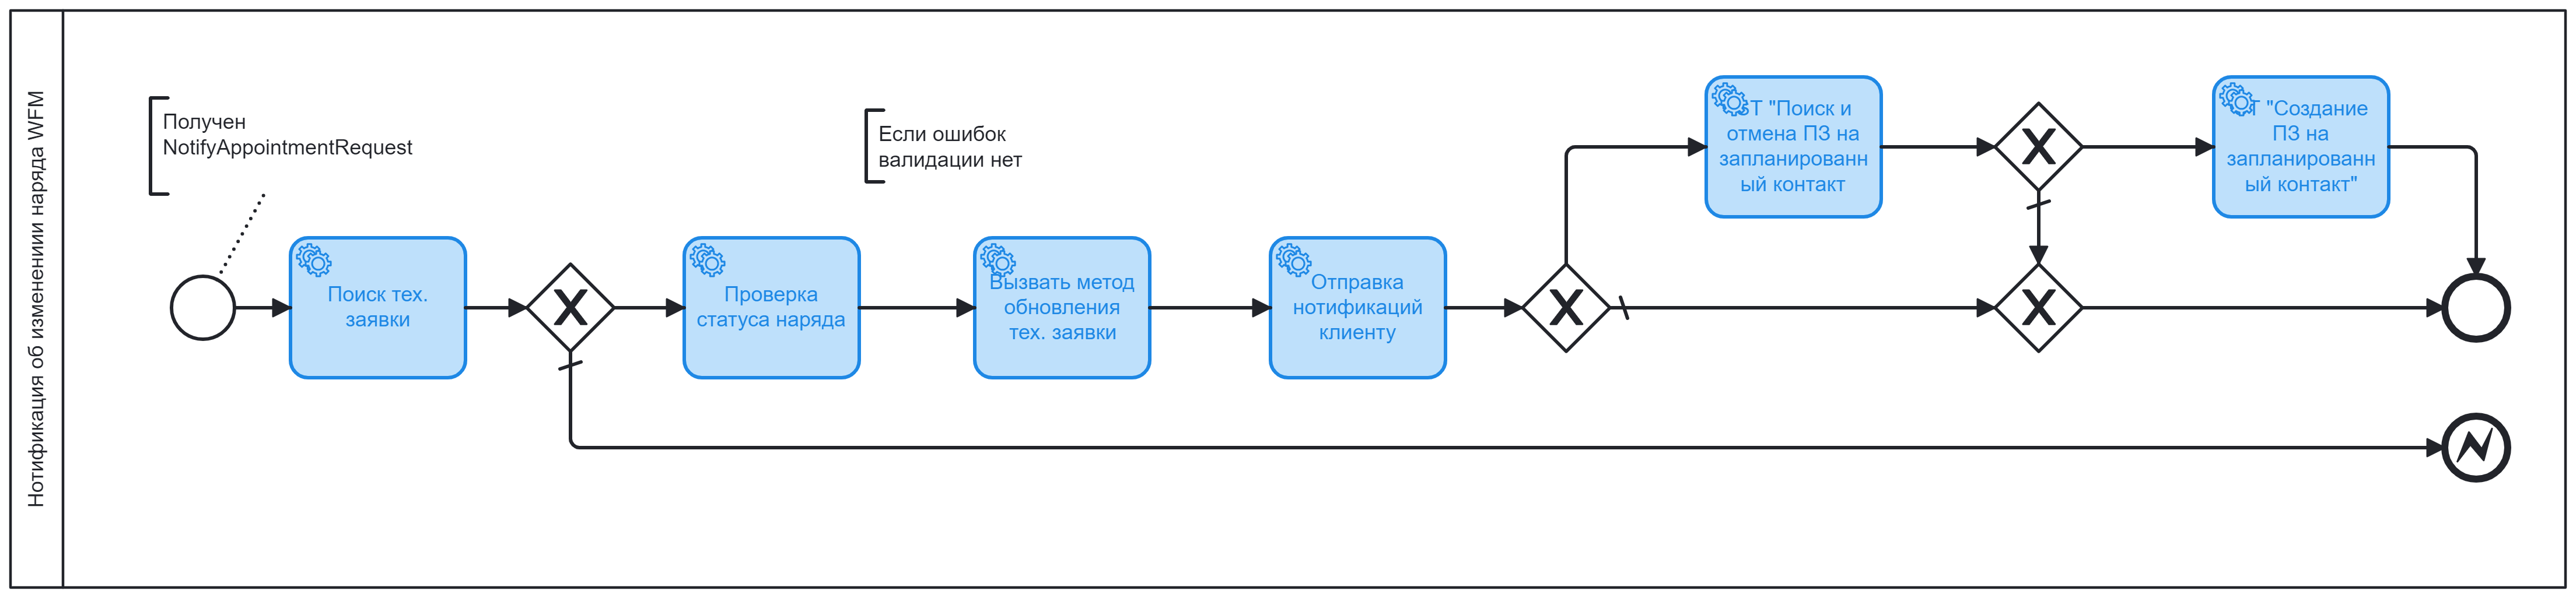 Нотификация об изменениии наряда WFM
Получен
NotifyAppointmentRequest
Если ошибок
валидации нет
Поиск тех.
заявки
Проверка
статуса наряда
Вызвать метод
обновления
тех. заявки
Отправка
нотификаций
клиенту
"Поиск и
отмена ПЗ на
запланированн
ый контакт
"Создание
ПЗ на
запланированн
ый контакт"